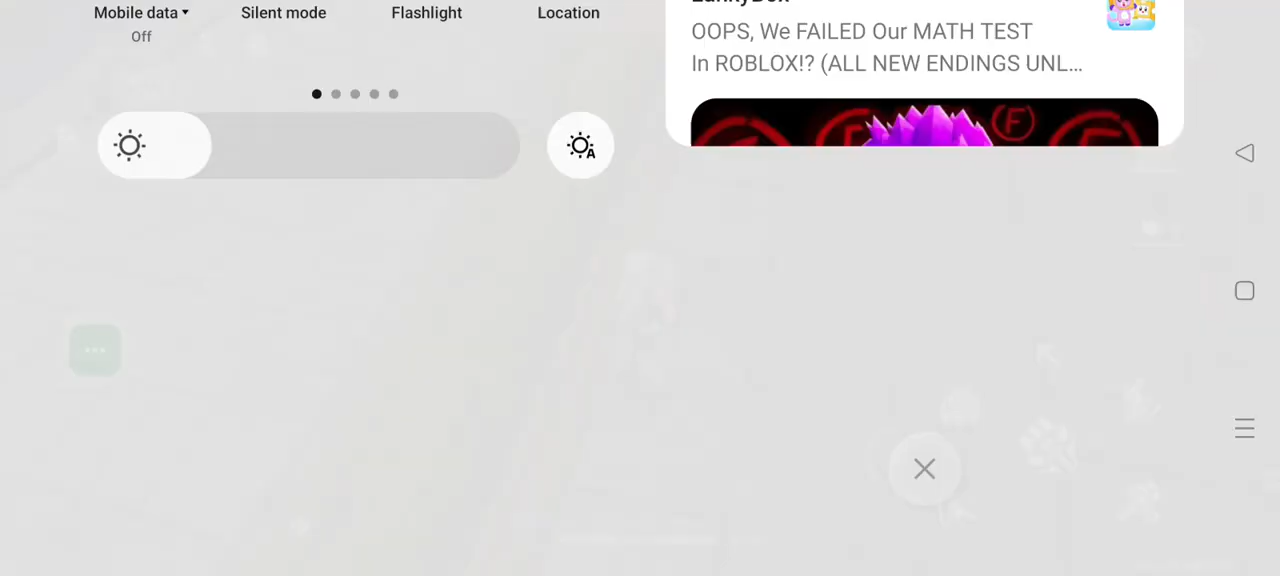 Mobile data
Off
Silent mode
Flashlight
Location
A
LankyBox
OOPS, We FAILED Our MATH TEST
In ROBLOX!? (ALL NEW ENDINGS UNL...
F